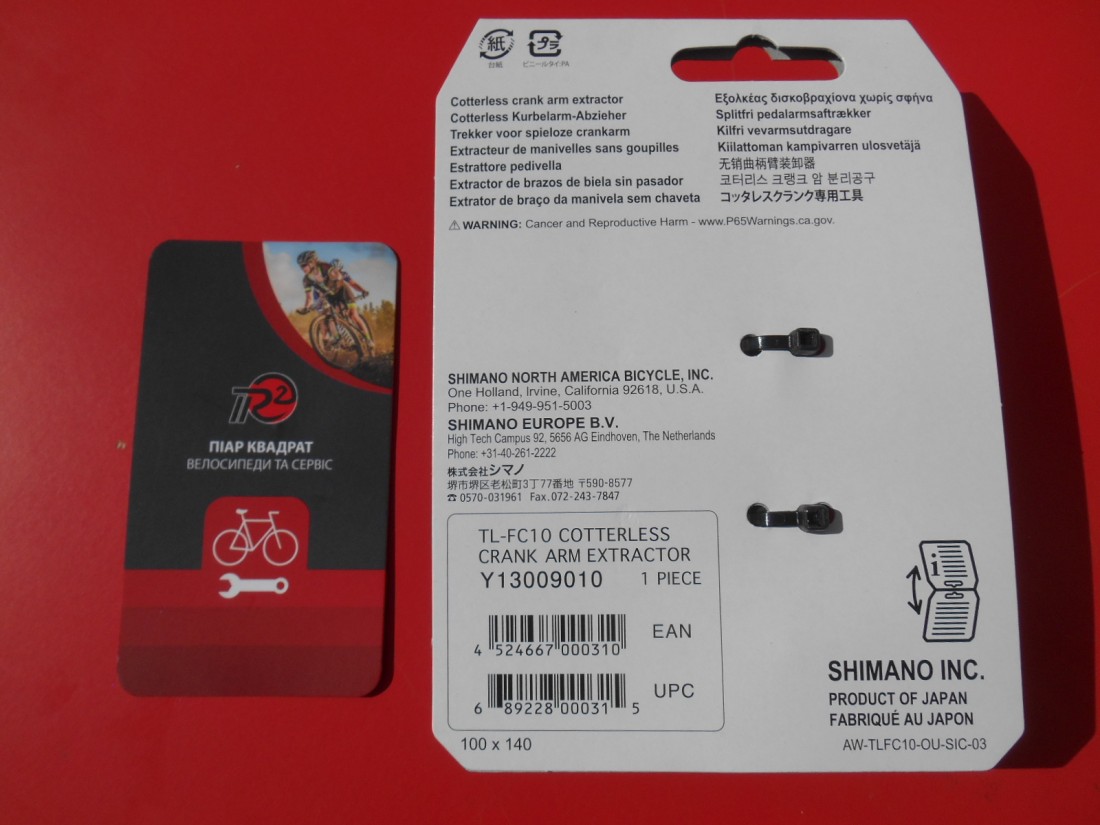 紙
台紙
プラ
ビニールタイ:PA
Cotterless crank arm extractor
Cotterless Kurbelarm-Abzieher
Trekker voor spieloze crankarm
Extracteur de manivelles sans goupilles
Estrattore pedivella
Extractor de brazos de biela sin pasador
Extrator de braço da manivela sem chaveta
Εξολκέας δισκοβραχίονα χωρίς σφήνα
Splitfri pedalarmsaftrækker
Kilfri vevarmsutdragare
Kiilattoman kampivarren ulosvetäjä
无销曲柄臂装卸器
코터리스 크랭크 암 분리공구
コッタレスクランク専用工具
⚠ WARNING: Cancer and Reproductive Harm - www.P65Warnings.ca.gov.
SHIMANO NORTH AMERICA BICYCLE, INC.
One Holland, Irvine, California 92618, U.S.A.
Phone: +1-949-951-5003
SHIMANO EUROPE B.V.
High Tech Campus 92, 5656 AG Eindhoven, The Netherlands
Phone: +31-40-261-2222
株式会社シマノ
堺市堺区老松町3丁77番地 〒590-8577
☎ 0570-031961 Fax.072-243-7847
TL-FC10 COTTERLESS
CRANK ARM EXTRACTOR
Y13009010 1 PIECE
EAN
4 524667 000310
UPC
6 89228 00031 5
100 x 140
i
SHIMANO INC.
PRODUCT OF JAPAN
FABRIQUÉ AU JAPON
AW-TLFC10-OU-SIC-03
ПR2
ПІАР КВАДРАТ
ВЕЛОСИПЕДИ ТА СЕРВІС